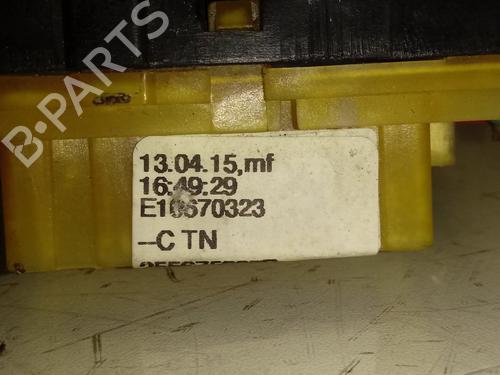 B-PARTS
13.04.15,mf
16:49:29
E10670323
--C TN